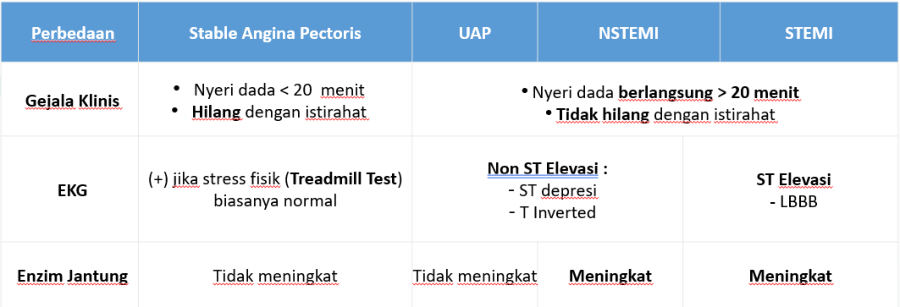 Perbedaan
Stable Angina Pectoris
UAP
NSTEMI
STEMI
Gejala Klinis
• Nyeri dada < 20 menit
• Hilang dengan istirahat
• Nyeri dada berlangsung > 20 menit
• Tidak hilang dengan istirahat
EKG
(+) jika stress fisik (Treadmill Test)
biasanya normal
Non ST Elevasi :
- ST depresi
- T Inverted
ST Elevasi
- LBBB
Enzim Jantung
Tidak meningkat
Tidak meningkat
Meningkat
Meningkat